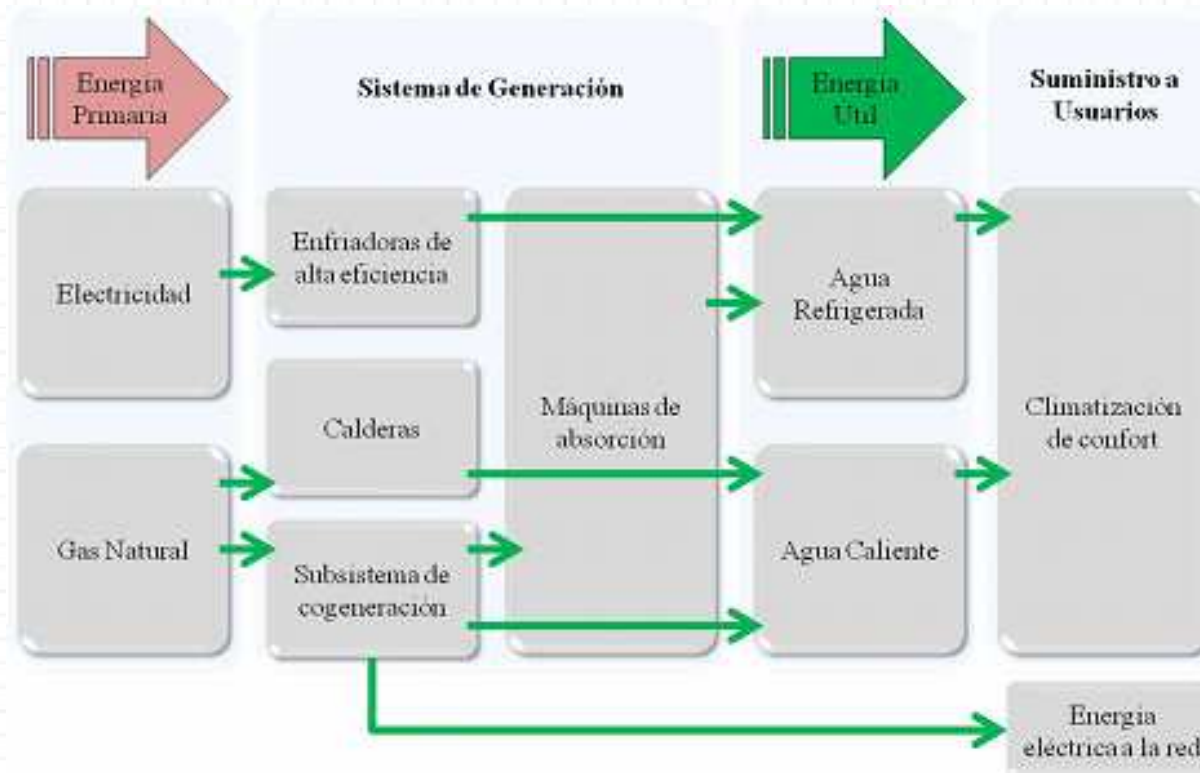 Energía
Primaria
Sistema de Generación
Energía
Util
Suministro a
Usuarios
Electricidad
Enfriadoras de
alta eficiencia
Agua
Refrigerada
Calderas
Máquinas de
absorción
Climatización
de confort
Gas Natural
Subsistema de
cogeneración
Agua Caliente
Energía
eléctrica a la red